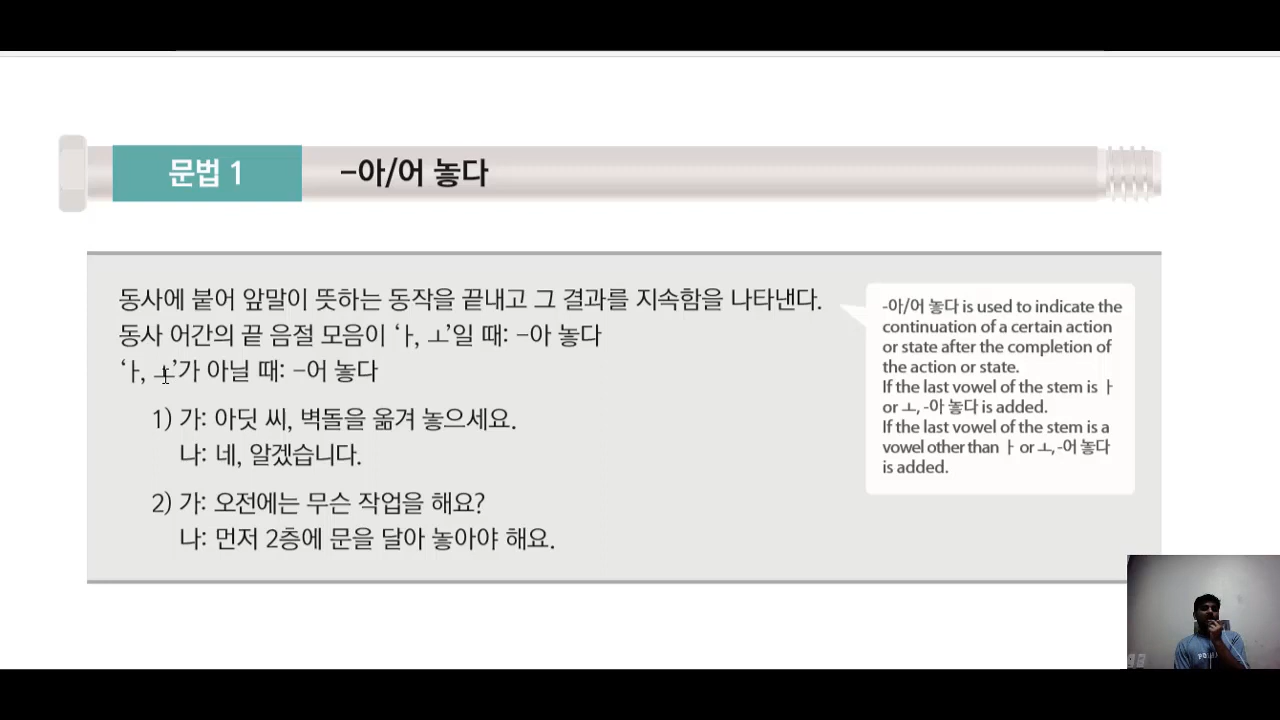 문법 1
-아/어 놓다
동사에 붙어 앞말이 뜻하는 동작을 끝내고 그 결과를 지속함을 나타낸다.
동사 어간의 끝 음절 모음이 ‘ㅏ, ㅗ’일 때: -아 놓다
‘ㅏ, ㅗ’가 아닐 때: -어 놓다
1) 가: 아딧 씨, 벽돌을 옮겨 놓으세요.
나: 네, 알겠습니다.
2) 가: 오전에는 무슨 작업을 해요?
나: 먼저 2층에 문을 달아 놓아야 해요.
-아/어 놓다 is used to indicate the
continuation of a certain action
or state after the completion of
the action or state.
If the last vowel of the stem is ㅏ
or ㅗ, -아 놓다 is added.
If the last vowel of the stem is a
vowel other than ㅏ or ㅗ, -어 놓다
is added.